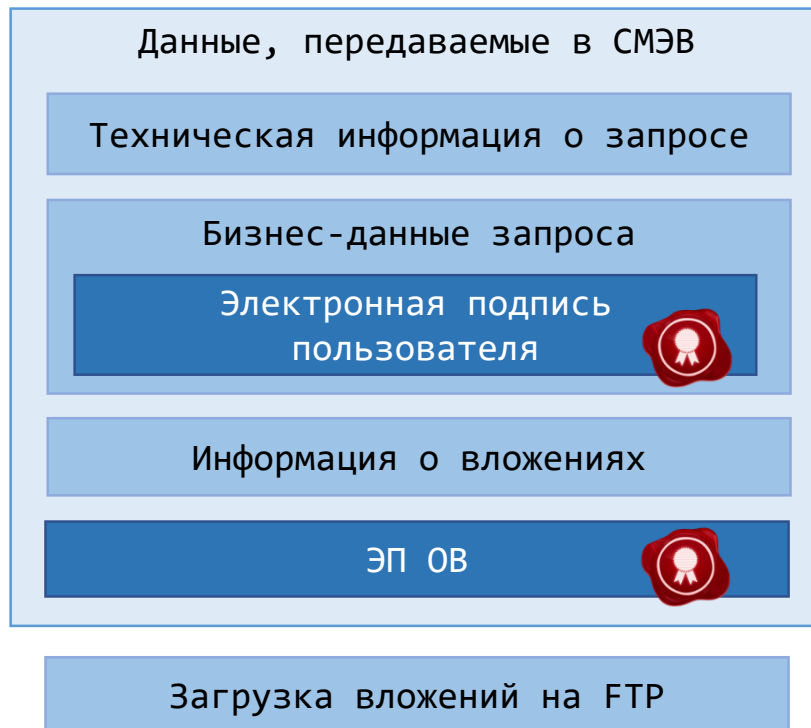 Данные, передаваемые в СМЭВ
Техническая информация о запросе
Бизнес-данные запроса
Электронная подпись
пользователя
Информация о вложениях
ЭП ОВ
Загрузка вложений на FTP